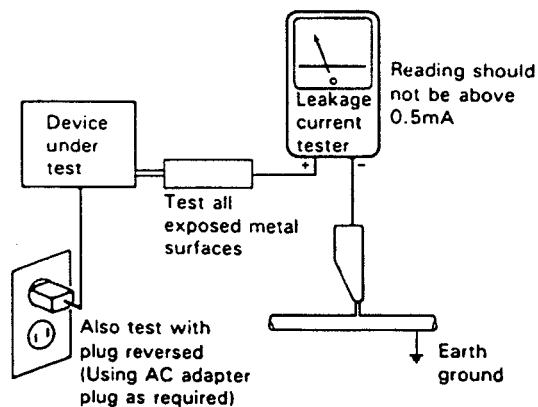 Device
under
test
Leakage
current
tester
+ -
Reading should
not be above
0.5mA
Test all
exposed metal
surfaces
Also test with
plug reversed
(Using AC adapter
plug as required)
Earth
ground